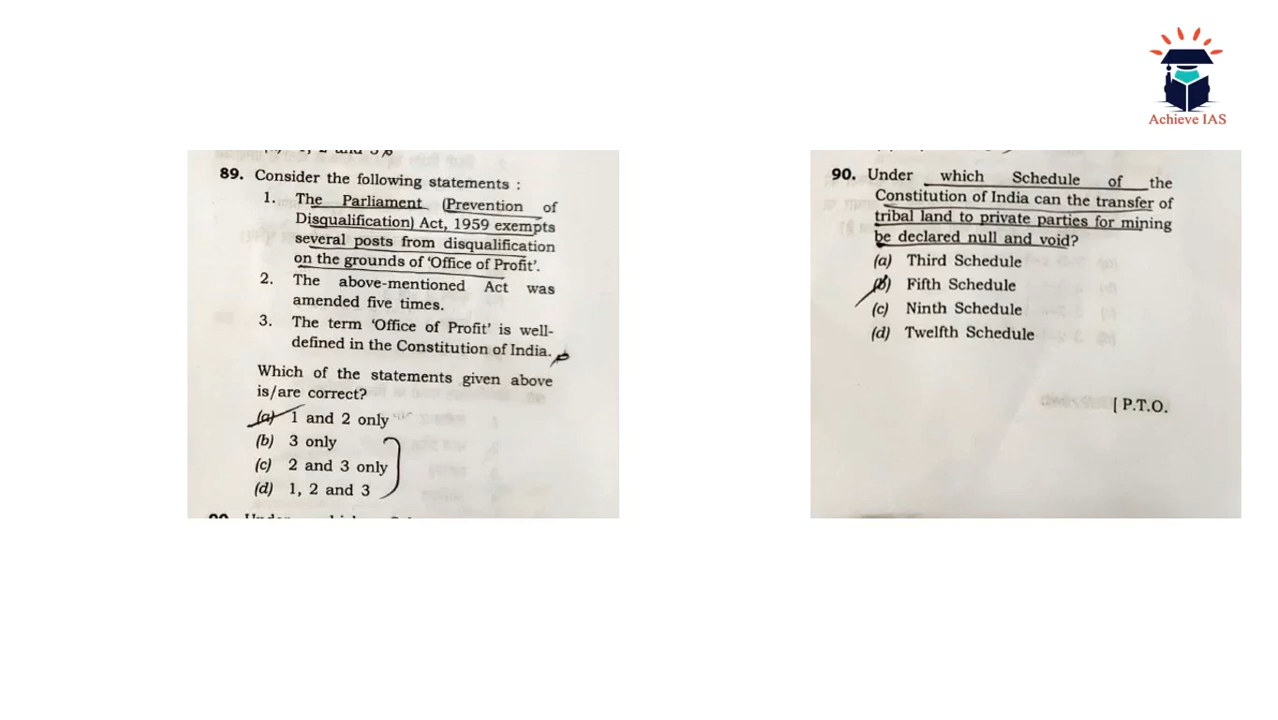 Achieve IAS
89. Consider the following statements :
1. The Parliament (Prevention of
Disqualification) Act, 1959 exempts
several posts from disqualification
on the grounds of 'Office of Profit'.
2. The above-mentioned Act was
amended five times.
3. The term 'Office of Profit' is well-
defined in the Constitution of India.
Which of the statements given above
is/are correct?
(a) 1 and 2 only
(b) 3 only
(c) 2 and 3 only
(d) 1, 2 and 3
90. Under which Schedule of the
Constitution of India can the transfer of
tribal land to private parties for mining
be declared null and void?
(a) Third Schedule
(b) Fifth Schedule
(c) Ninth Schedule
(d) Twelfth Schedule
[ P.T.O.